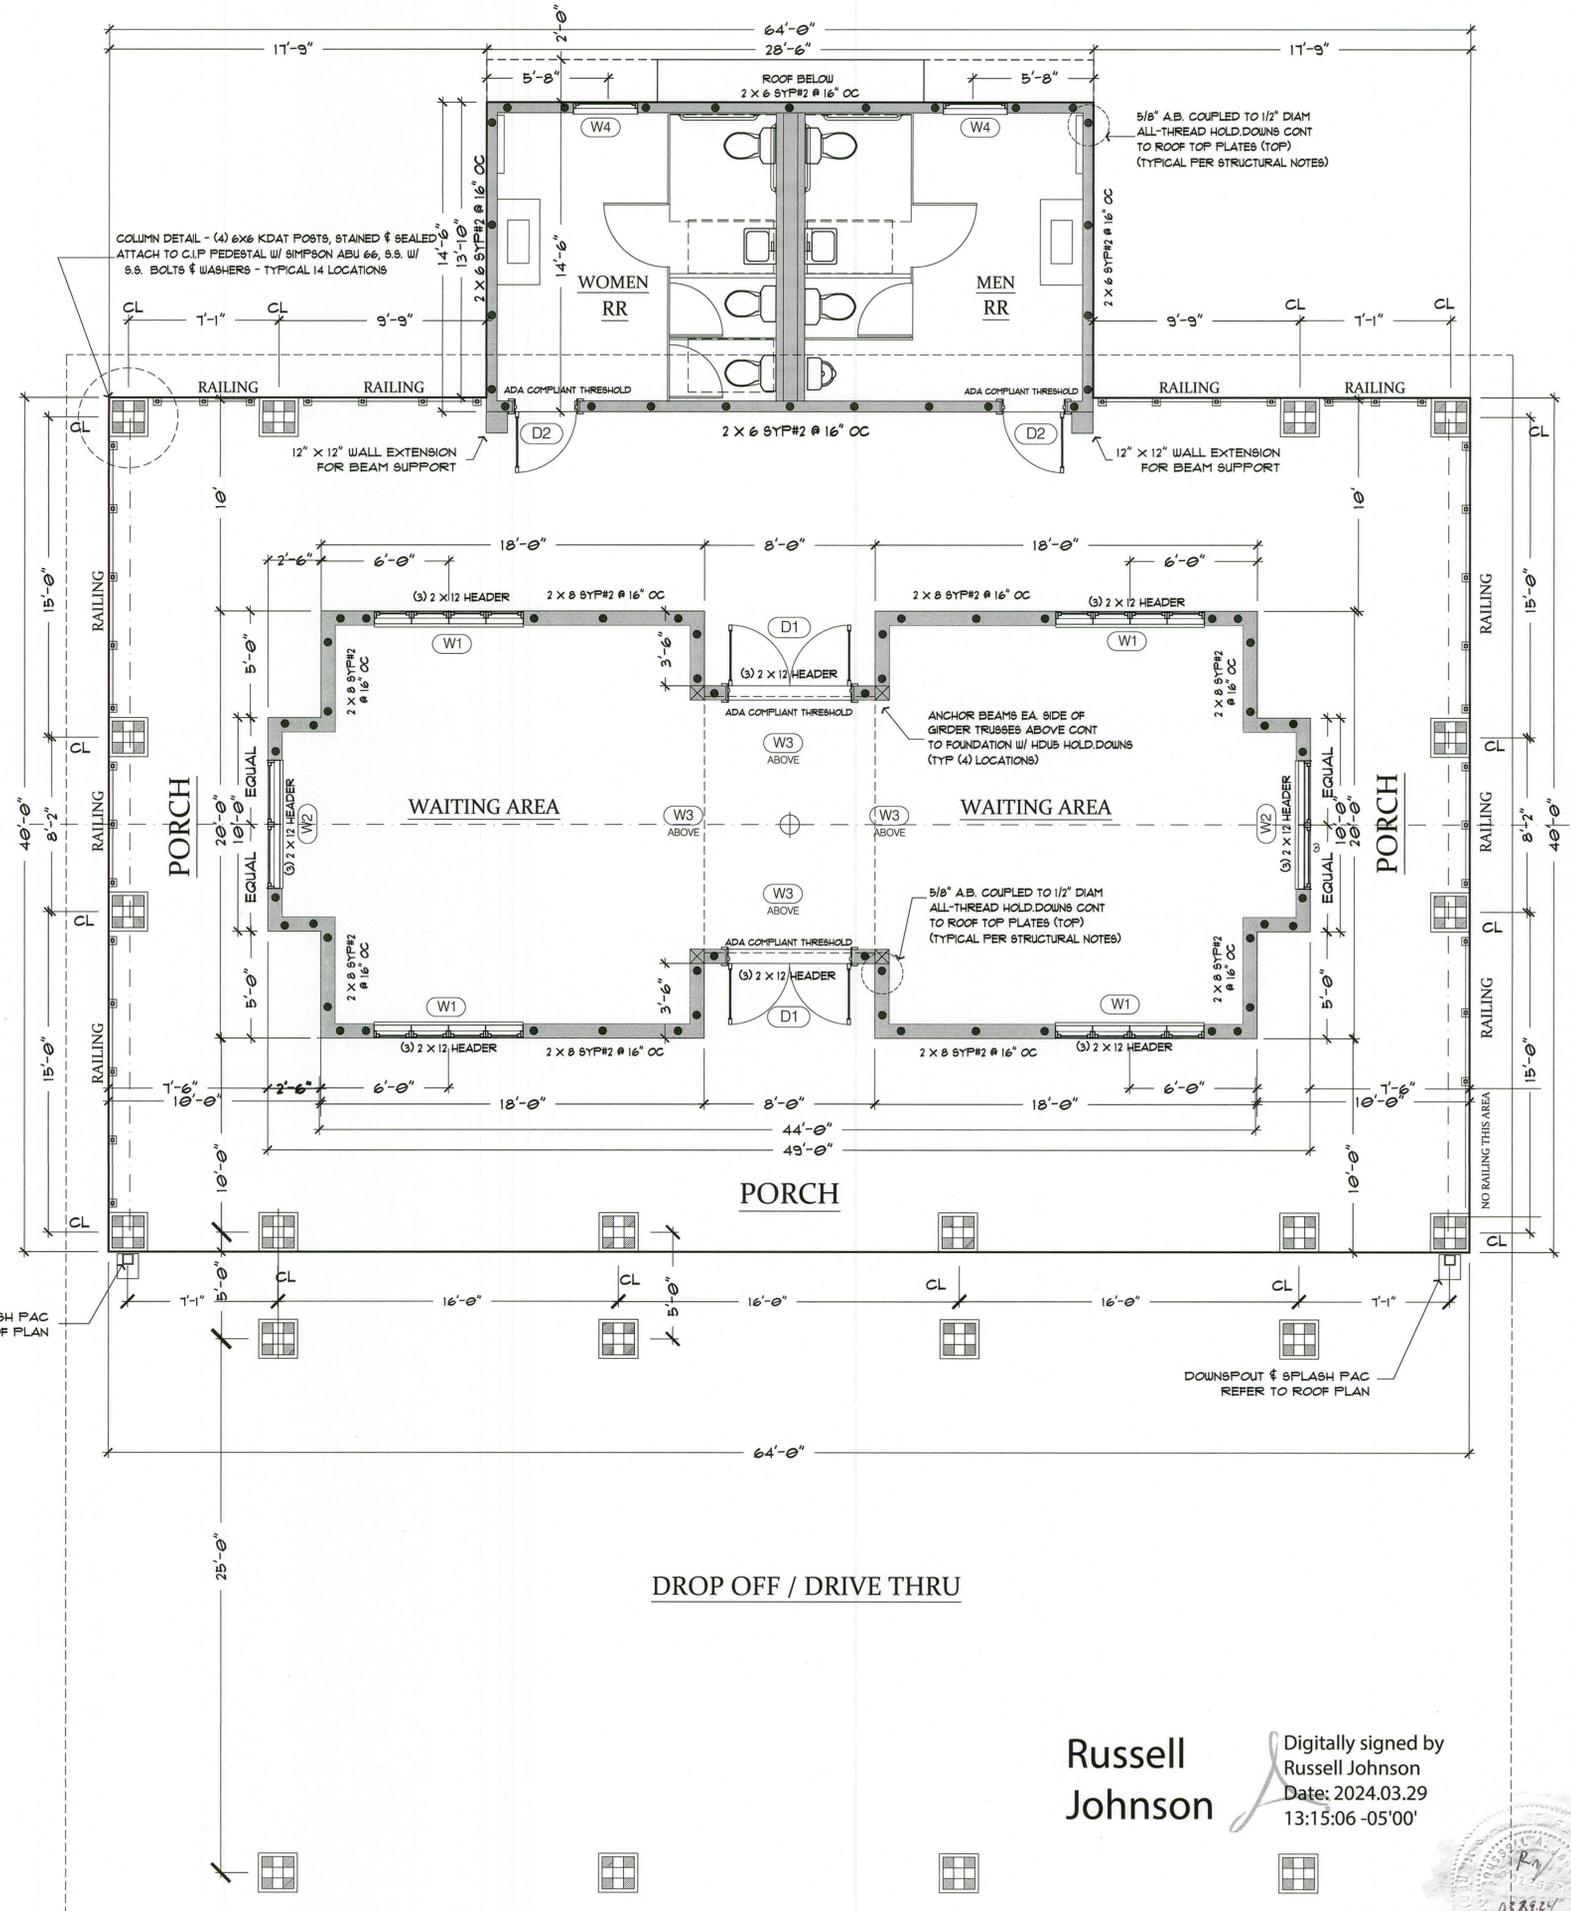 64'-0"
17'-9"
28'-6"
17'-9"
2'-0"
5'-8"
ROOF BELOW
5'-8"
2 X 6 SYP#2 @ 16" OC
W4
W4
5/8" A.B. COUPLED TO 1/2" DIAM
ALL-THREAD HOLD.DOWNS CONT
TO ROOF TOP PLATES (TOP)
(TYPICAL PER STRUCTURAL NOTES)
COLUMN DETAIL - (4) 6X6 KDAT POSTS, STAINED & SEALED
ATTACH TO C.I.P PEDESTAL W/ SIMPSON ABU 66, S.S. W/
S.S. BOLTS & WASHERS - TYPICAL 14 LOCATIONS
14'-6"
13'-10"
2 X 6 SYP#2 @ 16" OC
14'-6"
2 X 6 SYP#2 @ 16" OC
WOMEN
RR
MEN
RR
CL
CL
CL
CL
7'-1"
9'-9"
9'-9"
7'-1"
RAILING
RAILING
ADA COMPLIANT THRESHOLD
ADA COMPLIANT THRESHOLD
RAILING
RAILING
CL
D2
2 X 6 SYP#2 @ 16" OC
D2
CL
12" X 12" WALL EXTENSION
FOR BEAM SUPPORT
12" X 12" WALL EXTENSION
FOR BEAM SUPPORT
10'
10'
18'-0"
8'-0"
18'-0"
2'-6"
6'-0"
6'-0"
15'-0"
RAILING
RAILING
15'-0"
(3) 2 X 12 HEADER
2 X 8 SYP#2 @ 16" OC
2 X 8 SYP#2 @ 16" OC
(3) 2 X 12 HEADER
W1
D1
W1
5'-0"
2 X 8 SYP#2
@ 16" OC
3'-6"
(3) 2 X 12 HEADER
2 X 8 SYP#2
@ 16" OC
ADA COMPLIANT THRESHOLD
ANCHOR BEAMS EA. SIDE OF
GIRDER TRUSSES ABOVE CONT
TO FOUNDATION W/ HDU5 HOLD.DOWNS
(TYP (4) LOCATIONS)
CL
W3
ABOVE
CL
40'-0"
8'-2"
RAILING
PORCH
20'-0"
10'-0"
EQUAL
EQUAL
(3) 2 X 12 HEADER
W2
WAITING AREA
W3
ABOVE
W3
ABOVE
WAITING AREA
W2
(3) 2 X 12 HEADER
(3)
EQUAL
EQUAL
10'-0"
20'-0"
PORCH
RAILING
8'-2"
40'-0"
W3
ABOVE
5/8" A.B. COUPLED TO 1/2" DIAM
ALL-THREAD HOLD.DOWNS CONT
TO ROOF TOP PLATES (TOP)
(TYPICAL PER STRUCTURAL NOTES)
CL
CL
5'-0"
2 X 8 SYP#2
@ 16" OC
ADA COMPLIANT THRESHOLD
(3) 2 X 12 HEADER
3'-6"
2 X 8 SYP#2
@ 16" OC
5'-0"
W1
D1
W1
(3) 2 X 12 HEADER
2 X 8 SYP#2 @ 16" OC
2 X 8 SYP#2 @ 16" OC
(3) 2 X 12 HEADER
15'-0"
RAILING
RAILING
15'-0"
7'-6"
2'-6"
6'-0"
6'-0"
7'-6"
10'-0"
18'-0"
8'-0"
18'-0"
10'-0"
44'-0"
49'-0"
10'-0"
10'-0"
NO RAILING THIS AREA
PORCH
CL
CL
5'-0"
CL
CL
5'-0"
CL
CL
7'-1"
16'-0"
16'-0"
16'-0"
7'-1"
SH PAC
F PLAN
DOWNSPOUT & SPLASH PAC
REFER TO ROOF PLAN
64'-0"
25'-0"
DROP OFF / DRIVE THRU
Russell
Johnson
Digitally signed by
Russell Johnson
Date: 2024.03.29
13:15:06 -05'00'